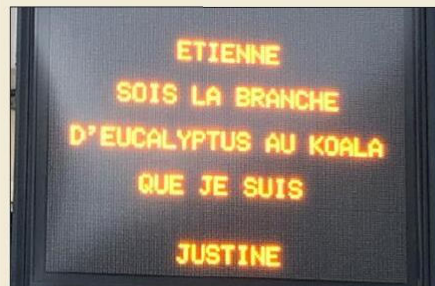 ETIENNE
SOIS LA BRANCHE
D'EUCALYPTUS AU KOALA
QUE JE SUIS
JUSTINE